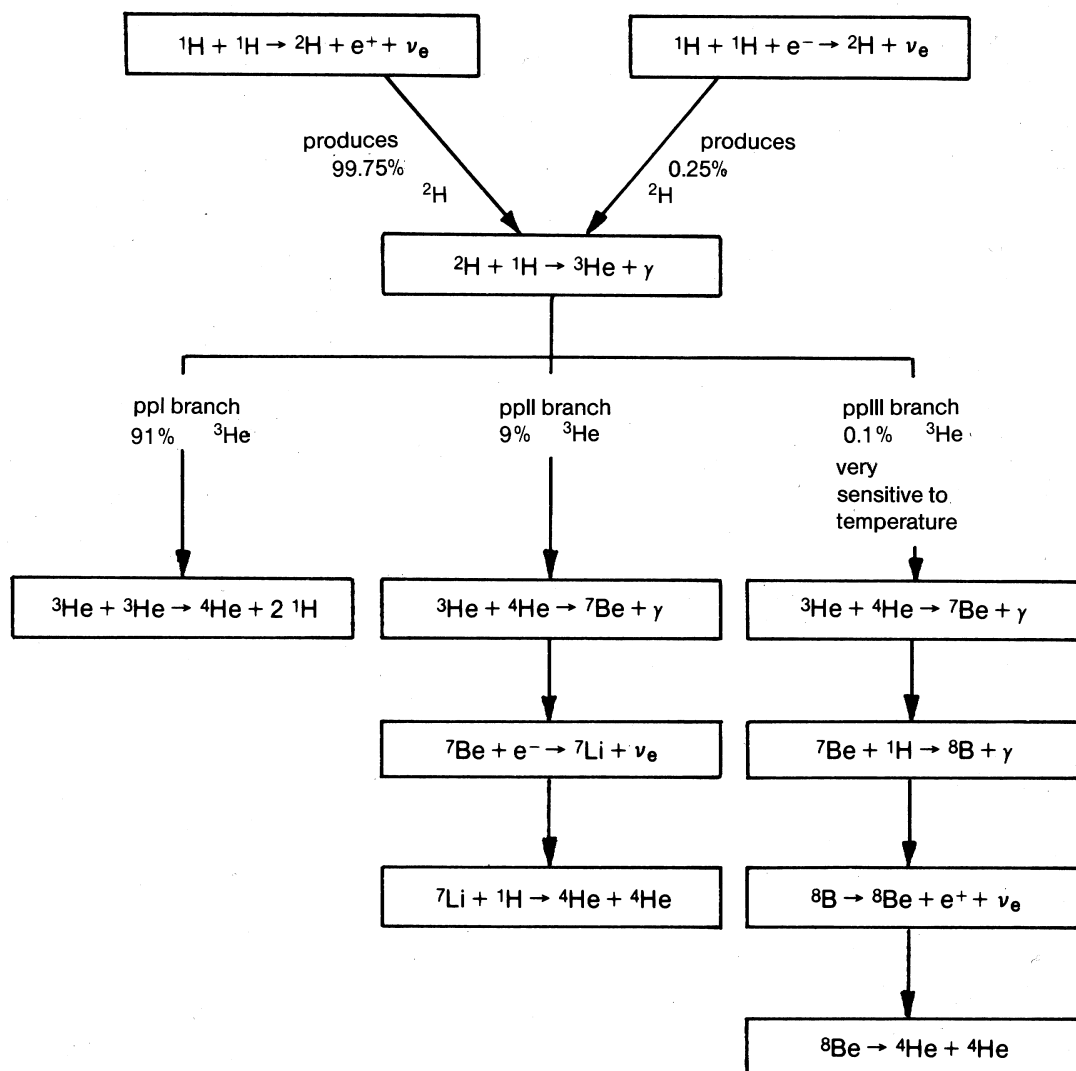 ¹H + ¹H → ²H + e⁺ + νₑ
¹H + ¹H + e⁻ → ²H + νₑ
produces
99.75%
²H
produces
0.25%
²H
²H + ¹H → ³He + γ
ppI branch
91% ³He
ppII branch
9% ³He
ppIII branch
0.1% ³He
very
sensitive to
temperature
³He + ³He → ⁴He + 2 ¹H
³He + ⁴He → ⁷Be + γ
³He + ⁴He → ⁷Be + γ
⁷Be + e⁻ → ⁷Li + νₑ
⁷Be + ¹H → ⁸B + γ
⁷Li + ¹H → ⁴He + ⁴He
⁸B → ⁸Be + e⁺ + νₑ
⁸Be → ⁴He + ⁴He